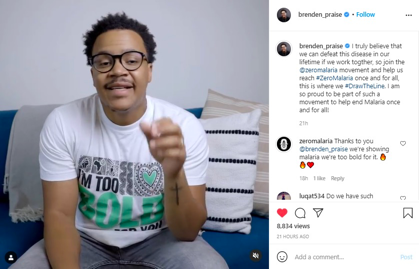 brenden_praise • Follow
brenden_praise I truly believe that
we can defeat this disease in our
lifetime if we work togther, so join the
@zeromalaria movement and help us
reach #ZeroMalaria once and for all,
this is where we #DrawTheLine. I am
so proud to be part of such a
movement to help end Malaria once
and for all!
21h
zeromalaria Thanks to you
@brenden_praise we're showing
malaria we're too bold for it. 🔥
🔥❤️
18h 1 like Reply
luqat534 Do we have such
8,834 views
21 HOURS AGO
Add a comment...
Post
I'M TOO
BOLD
FOR YOU